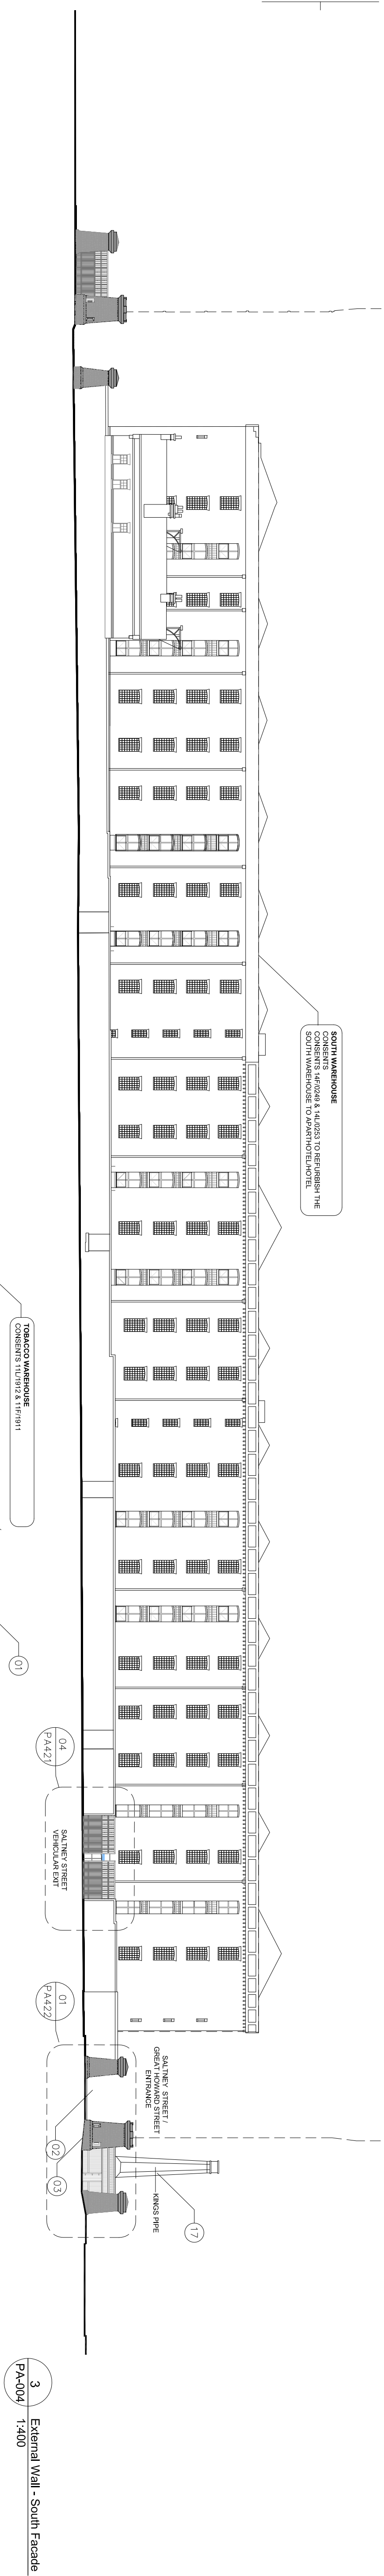 SOUTH WAREHOUSE
CONSENTS
CONSENTS 14F/0249 & 14L/0253 TO REFURBISH THE
SOUTH WAREHOUSE TO APARTHOTEL/HOTEL
TOBACCO WAREHOUSE
CONSENTS 11L/1912 & 11F/1911
01
04
PA421
SALTNEY STREET
VEHICULAR EXIT
01
PA422
SALTNEY STREET /
GREAT HOWARD STREET
ENTRANCE
02
03
KINGS PIPE
17
3
PA-004
External Wall - South Facade
1:400